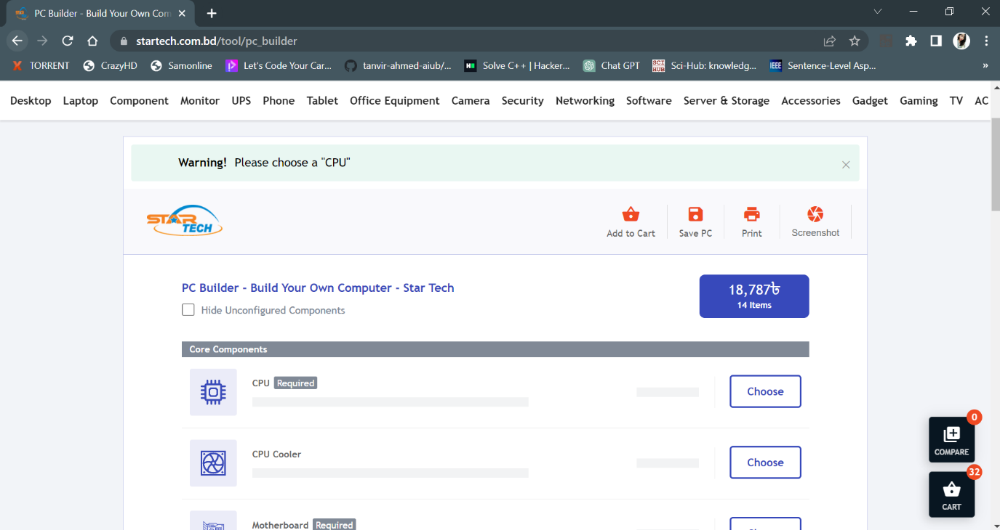 PC Builder - Build Your Own Com
startech.com.bd/tool/pc_builder
TORRENT CrazyHD Samonline Let's Code Your Car... tanvir-ahmed-aiub/... Solve C++ | Hacker... Chat GPT SCI HUB Sci-Hub: knowledg... IEEE Sentence-Level Asp... »
Desktop Laptop Component Monitor UPS Phone Tablet Office Equipment Camera Security Networking Software Server & Storage Accessories Gadget Gaming TV AC
Warning! Please choose a "CPU"
STAR TECH
Add to Cart Save PC Print Screenshot
PC Builder - Build Your Own Computer - Star Tech
18,787৳
14 Items
Hide Unconfigured Components
Core Components
CPU Required
Choose
0
COMPARE
CPU Cooler
Choose
32
CART
Motherboard Required